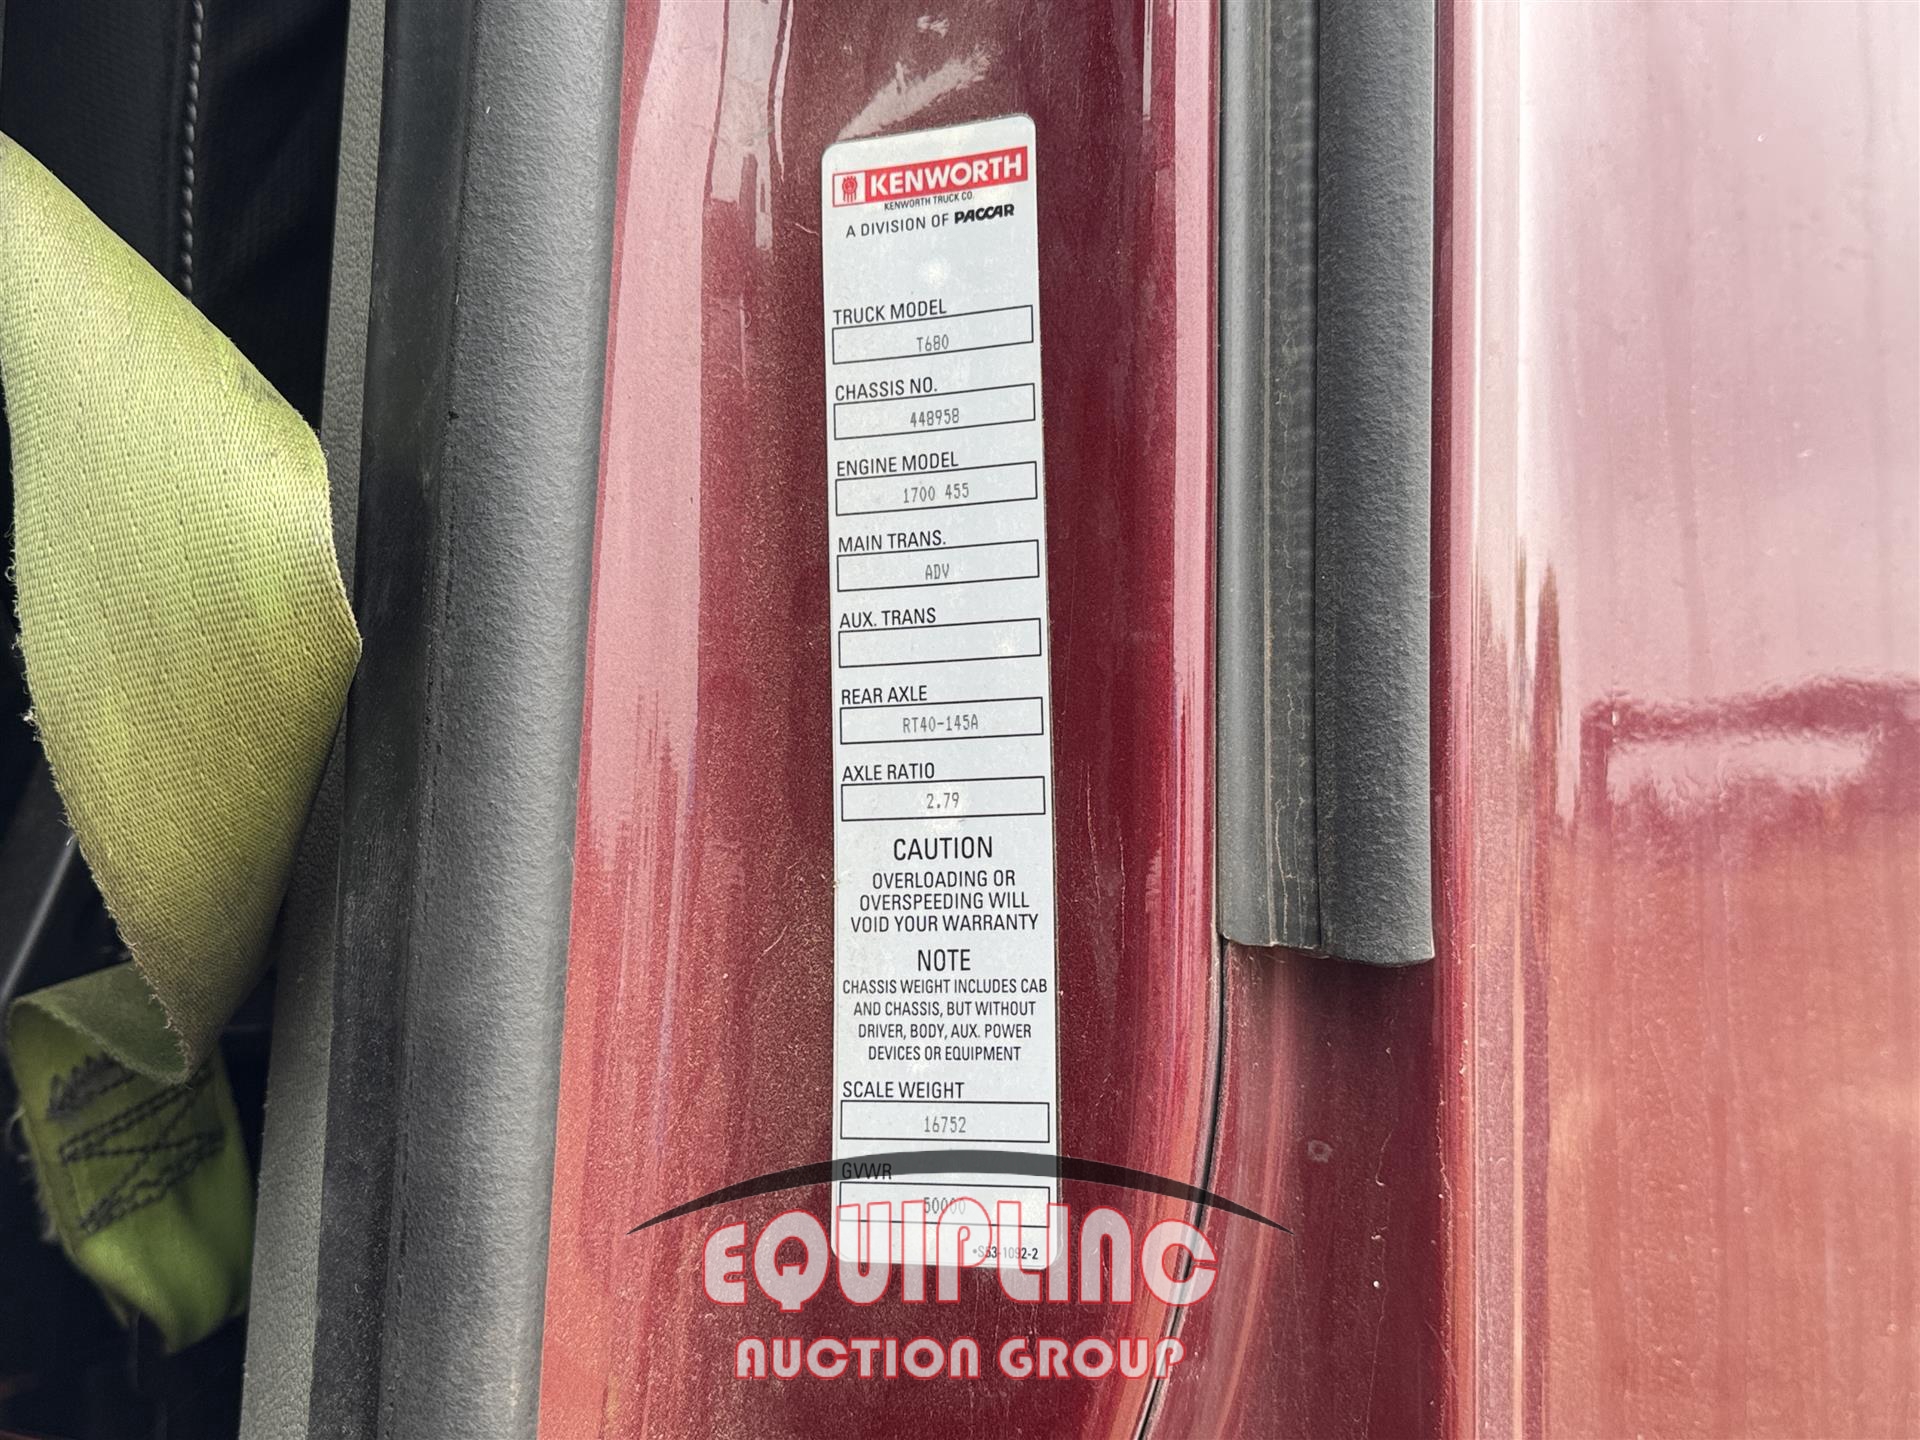 KENWORTH
KENWORTH TRUCK CO.
A DIVISION OF PACCAR
TRUCK MODEL
T680
CHASSIS NO.
448958
ENGINE MODEL
1700 455
MAIN TRANS.
ADV
AUX. TRANS
REAR AXLE
RT40-145A
AXLE RATIO
2.79
CAUTION
OVERLOADING OR
OVERSPEEDING WILL
VOID YOUR WARRANTY
NOTE
CHASSIS WEIGHT INCLUDES CAB
AND CHASSIS, BUT WITHOUT
DRIVER, BODY, AUX. POWER
DEVICES OR EQUIPMENT
SCALE WEIGHT
16752
GVWR
50000
•S53-1092-2
EQUIPLINC
AUCTION GROUP